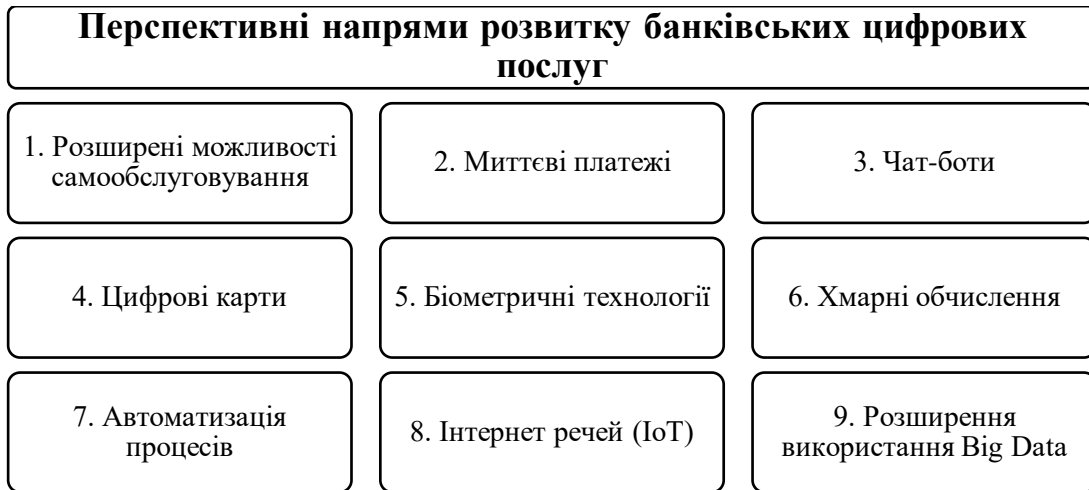 Перспективні напрями розвитку банківських цифрових
послуг
1. Розширені можливості
самообслуговування
2. Миттєві платежі
3. Чат-боти
4. Цифрові карти
5. Біометричні технології
6. Хмарні обчислення
7. Автоматизація
процесів
8. Інтернет речей (IoT)
9. Розширення
використання Big Data